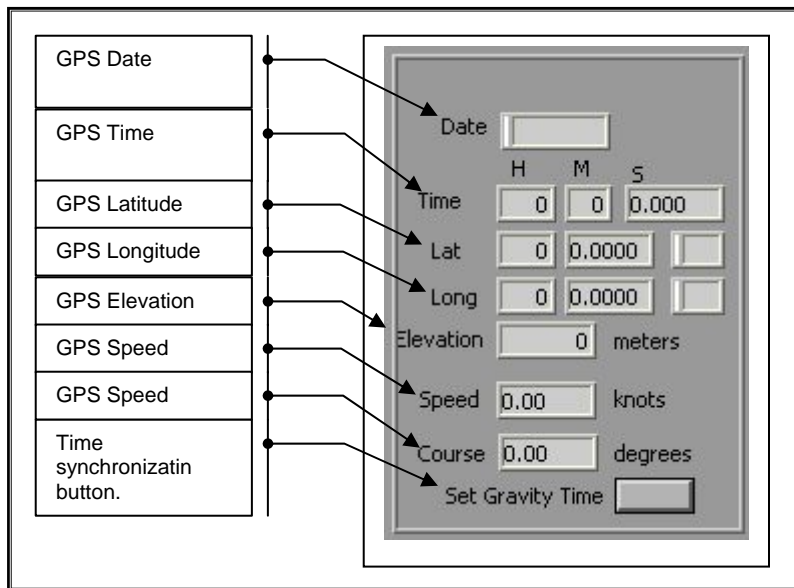 GPS Date
GPS Time
GPS Latitude
GPS Longitude
GPS Elevation
GPS Speed
GPS Speed
Time
synchronizatin
button.
Date
H M S
Time 0 0 0.000
Lat 0 0.0000
Long 0 0.0000
Elevation 0 meters
Speed 0.00 knots
Course 0.00 degrees
Set Gravity Time